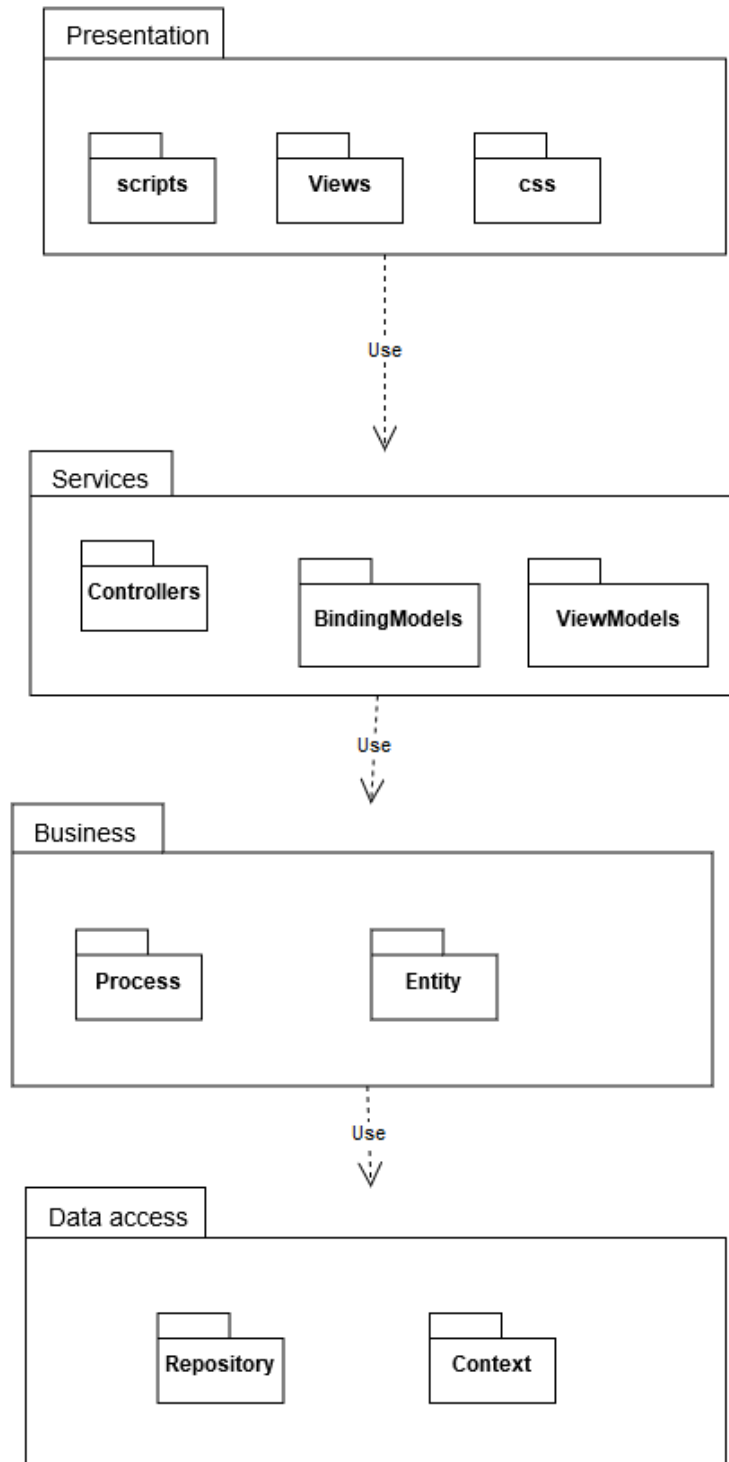 Presentation
scripts
Views
css
Use
Services
Controllers
BindingModels
ViewModels
Use
Business
Process
Entity
Use
Data access
Repository
Context